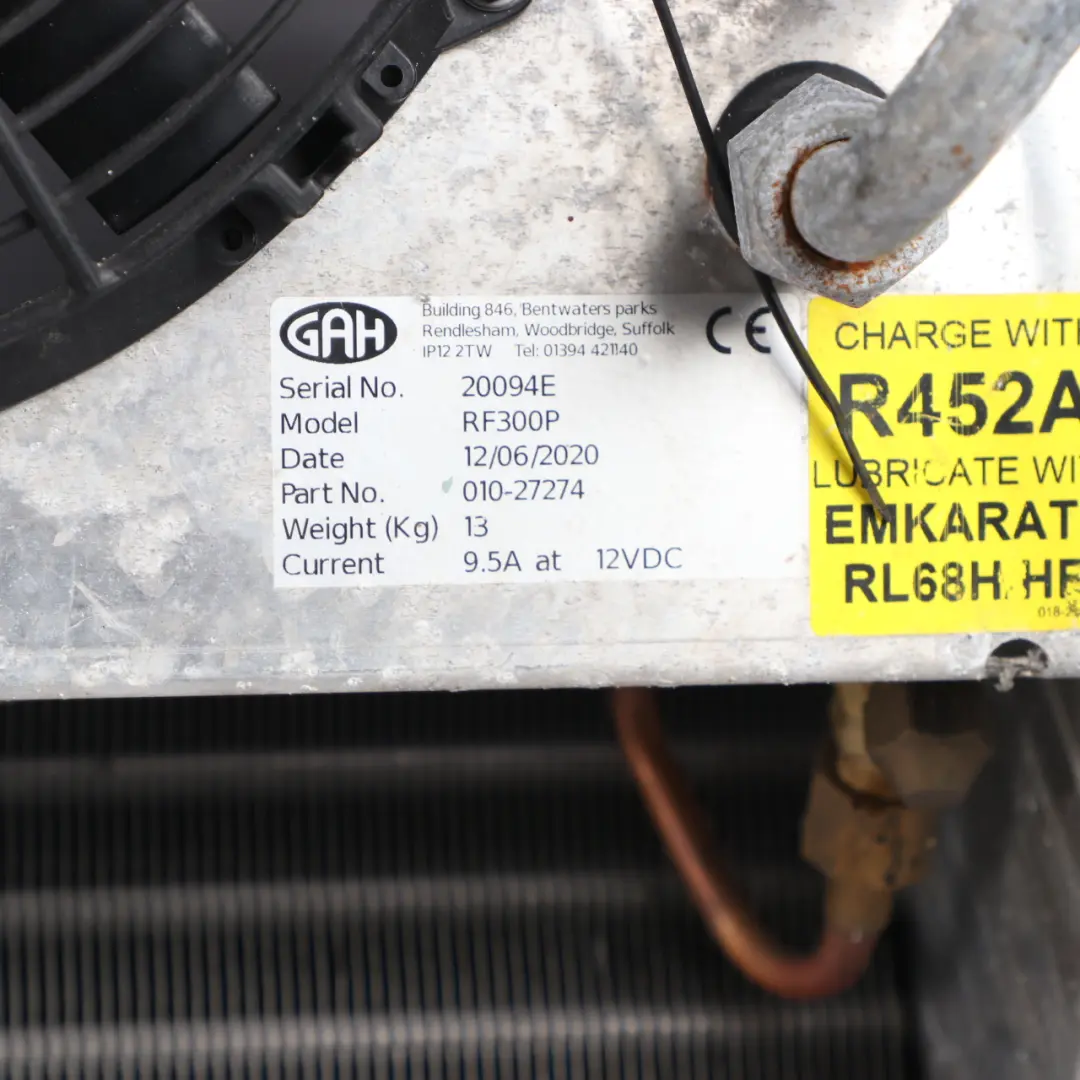 GAH
Building 846, Bentwaters parks
Rendlesham, Woodbridge, Suffolk
IP12 2TW Tel: 01394 421140
CE
Serial No. 20094E
Model RF300P
Date 12/06/2020
Part No. 010-27274
Weight (Kg) 13
Current 9.5A at 12VDC
CHARGE WITH
R452A
LUBRICATE WI
EMKARAT
RL68H
018-